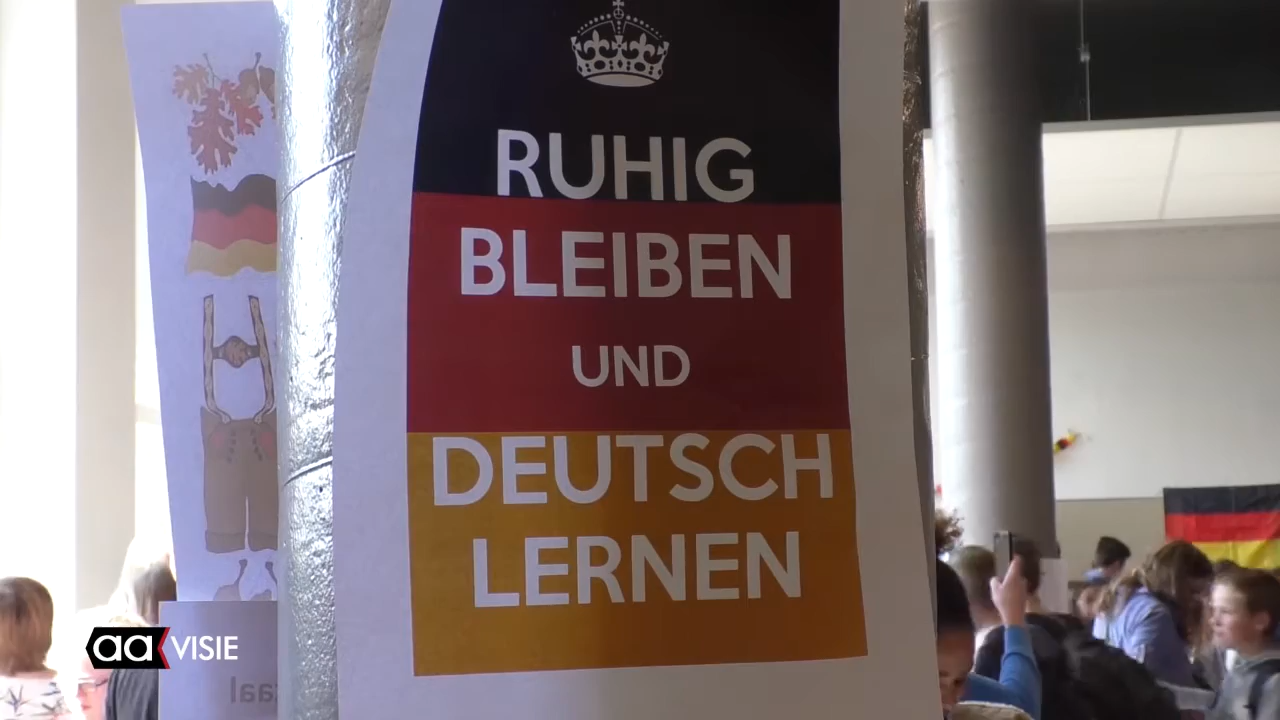 RUHIG
BLEIBEN
UND
DEUTSCH
LERNEN
aa VISIE